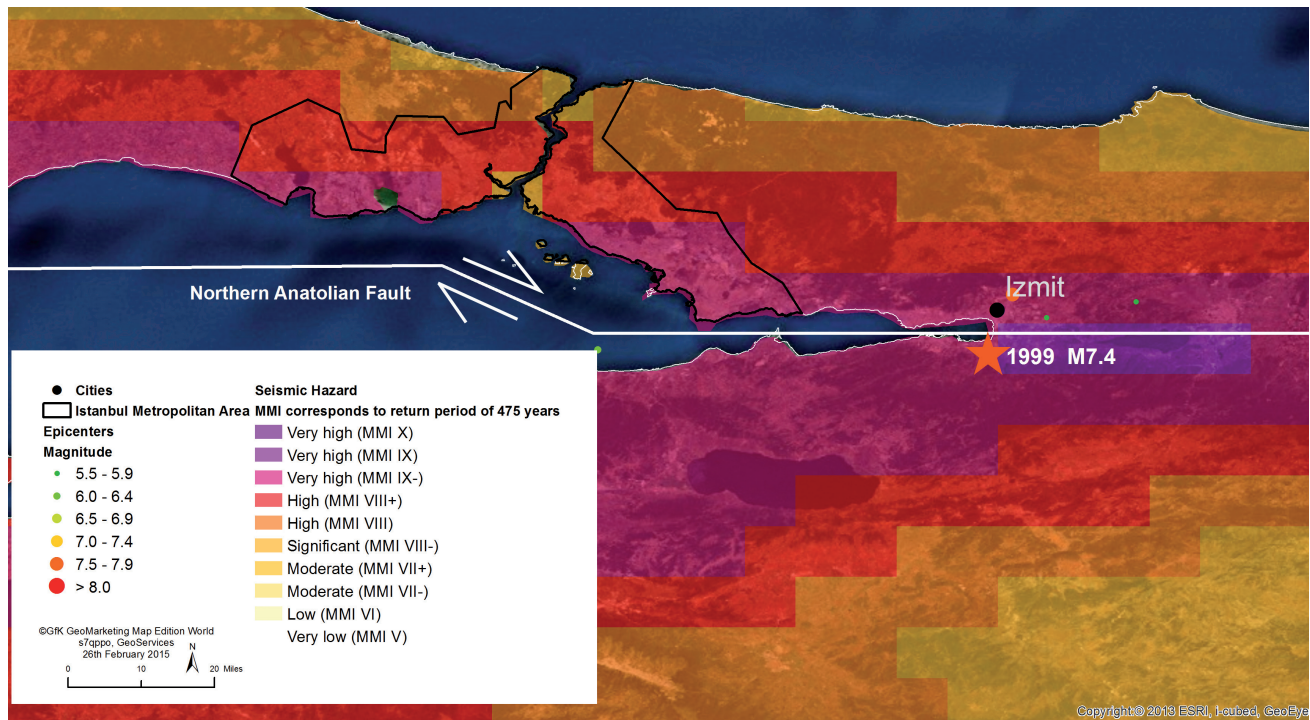 Izmit
Northern Anatolian Fault
1999 M7.4
Cities
Istanbul Metropolitan Area
Epicenters
Magnitude
5.5 - 5.9
6.0 - 6.4
6.5 - 6.9
7.0 - 7.4
7.5 - 7.9
> 8.0
Seismic Hazard
MMI corresponds to return period of 475 years
Very high (MMI X)
Very high (MMI IX)
Very high (MMI IX-)
High (MMI VIII+)
High (MMI VIII)
Significant (MMI VIII-)
Moderate (MMI VII+)
Moderate (MMI VII-)
Low (MMI VI)
Very low (MMI V)
©GfK GeoMarketing Map Edition World
s7qppo, GeoServices
26th February 2015
N
0 10 20 Miles
Copyright:© 2013 ESRI, i-cubed, GeoEye